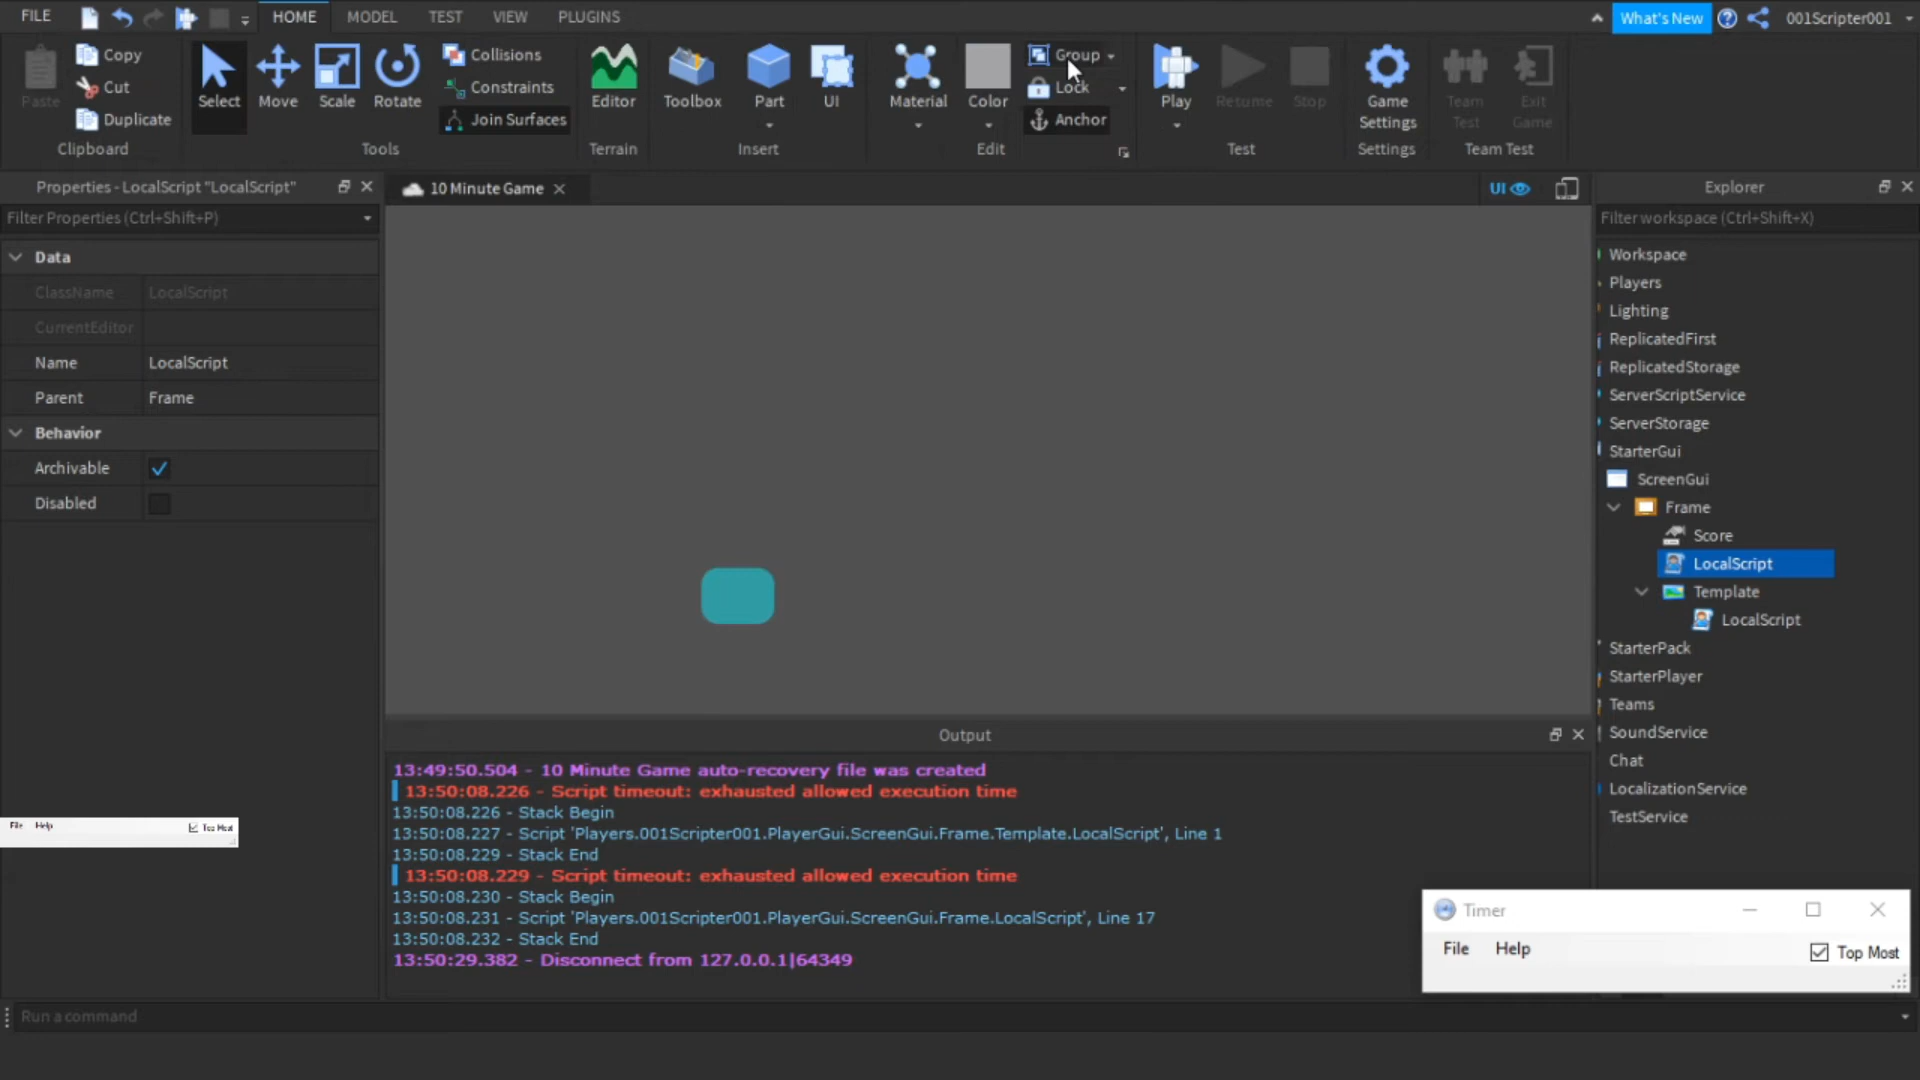 FILE HOME MODEL TEST VIEW PLUGINS What's New 001Scripter001
Paste Copy Cut Duplicate
Clipboard
Select Move Scale Rotate
Collisions
Constraints
Join Surfaces
Tools
Editor
Terrain
Toolbox Part UI
Insert
Material Color
Group
Lock
Anchor
Edit
Play Resume Stop
Test
Game Settings
Settings
Team Test Exit Game
Team Test
Properties - LocalScript "LocalScript"
Filter Properties (Ctrl+Shift+P)
Data
ClassName LocalScript
CurrentEditor
Name LocalScript
Parent Frame
Behavior
Archivable
Disabled
File Help Top Most
10 Minute Game
UI
Output
13:49:50.504 - 10 Minute Game auto-recovery file was created
13:50:08.226 - Script timeout: exhausted allowed execution time
13:50:08.226 - Stack Begin
13:50:08.227 - Script 'Players.001Scripter001.PlayerGui.ScreenGui.Frame.Template.LocalScript', Line 1
13:50:08.229 - Stack End
13:50:08.229 - Script timeout: exhausted allowed execution time
13:50:08.230 - Stack Begin
13:50:08.231 - Script 'Players.001Scripter001.PlayerGui.ScreenGui.Frame.LocalScript', Line 17
13:50:08.232 - Stack End
13:50:29.382 - Disconnect from 127.0.0.1|64349
Explorer
Filter workspace (Ctrl+Shift+X)
Workspace
Players
Lighting
ReplicatedFirst
ReplicatedStorage
ServerScriptService
ServerStorage
StarterGui
ScreenGui
Frame
Score
LocalScript
Template
LocalScript
StarterPack
StarterPlayer
Teams
SoundService
Chat
LocalizationService
TestService
Timer
File Help Top Most
Run a command